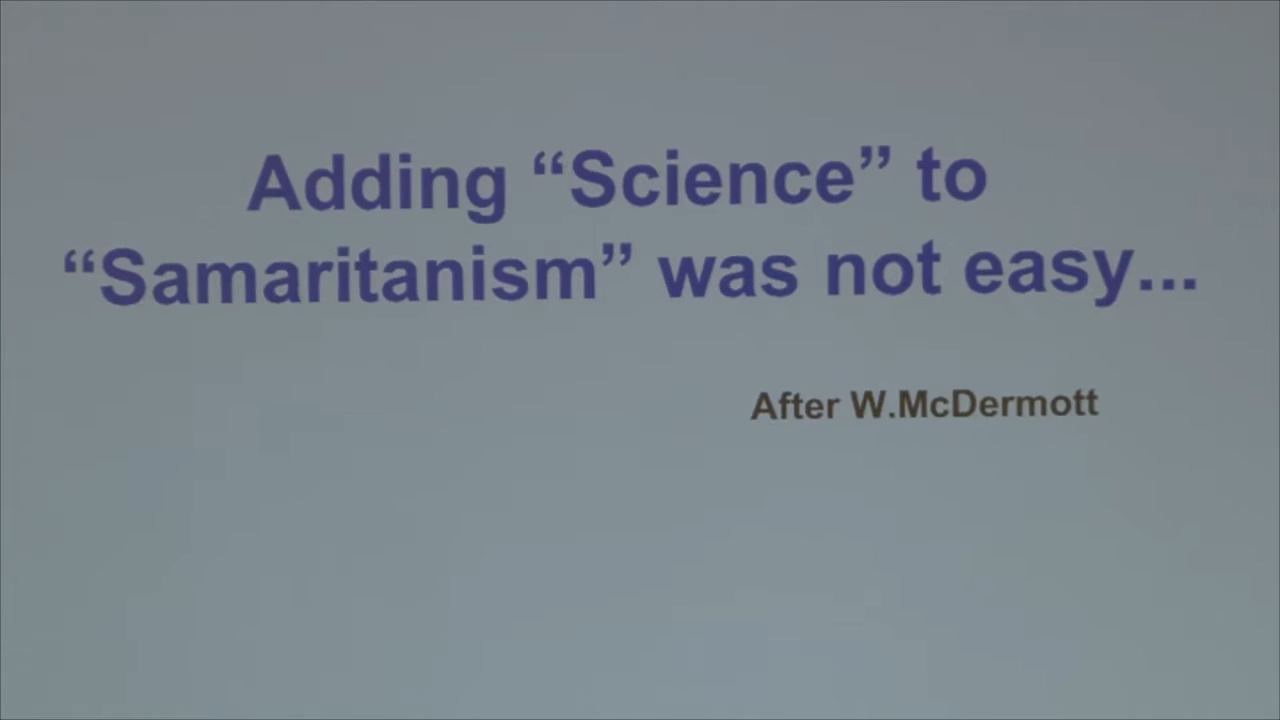 Adding “Science” to
“Samaritanism” was not easy...
After W.McDermott